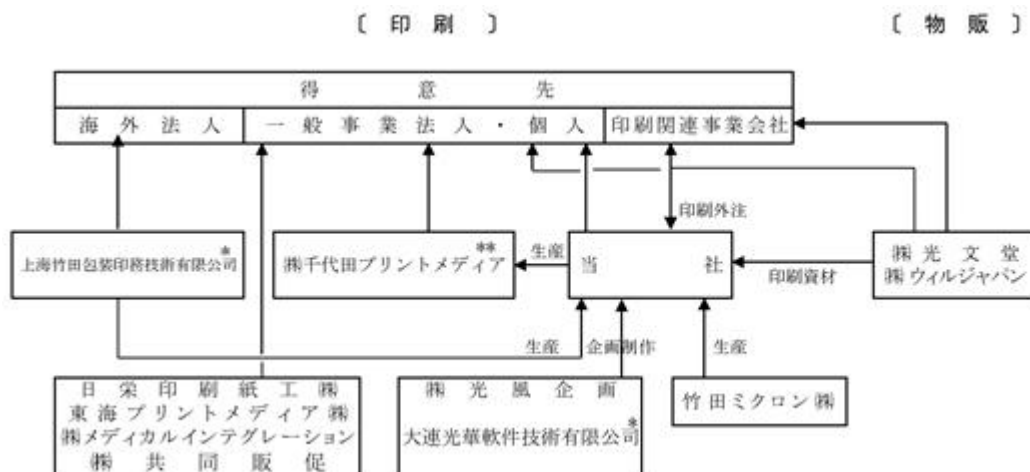 〔 印 刷 〕
〔 物 販 〕
得 意 先
海 外 法 人
一 般 事 業 法 人 ・ 個 人
印刷関連事業会社
印刷外注
上海竹田包装印務技術有限公司*
㈱千代田プリントメディア**
生産
当 社
印刷資材
㈱ 光 文 堂
㈱ウィルジャパン
生産
企画制作
生産
日 栄 印 刷 紙 工 ㈱
東 海 プ リ ン ト メ デ ィ ア ㈱
㈱メディカルインテグレーション
㈱ 共 同 販 促
㈱ 光 風 企 画
大連光華軟件技術有限公司*
竹 田 ミ ク ロ ン ㈱